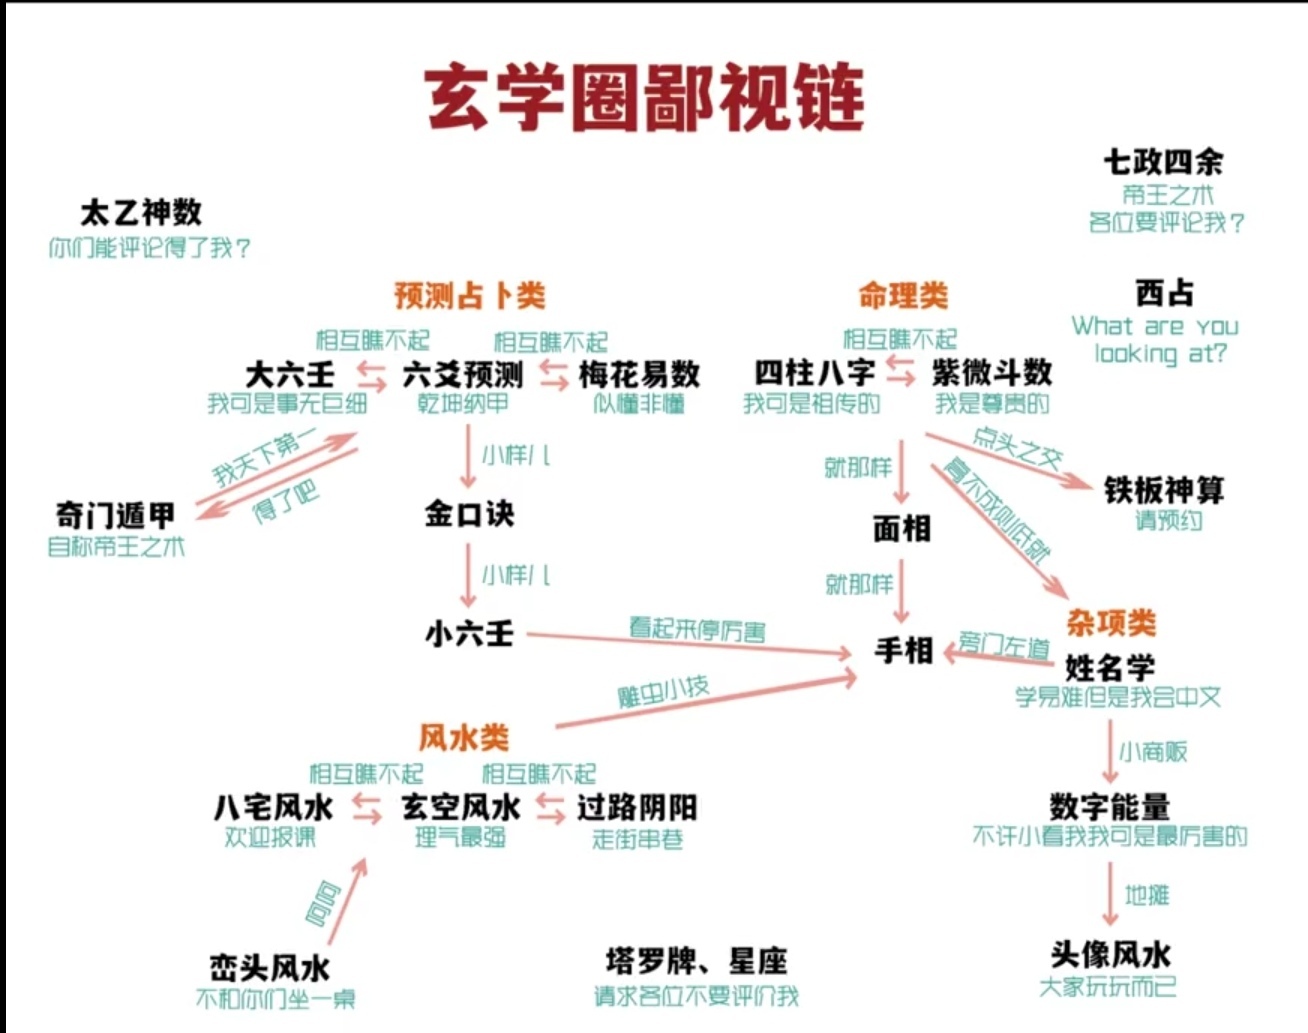 玄学圈鄙视链
七政四余
帝王之术
各位要评论我？
太乙神数
你们能评论得了我？
西占
What are you
looking at?
预测占卜类
相互瞧不起
相互瞧不起
大六壬
六爻预测
梅花易数
我可是事无巨细
乾坤纳甲
似懂非懂
命理类
相互瞧不起
四柱八字
紫微斗数
我可是祖传的
我是尊贵的
我天下第一
得了吧
奇门遁甲
自称帝王之术
小样儿
金口诀
小样儿
小六壬
看起来停厉害
就那样
面相
就那样
手相
点头之交
铁板神算
请预约
高不成则低就
杂项类
旁门左道
姓名学
学易难但是我会中文
小商贩
数字能量
不许小看我我可是最厉害的
地摊
头像风水
大家玩玩而已
雕虫小技
风水类
相互瞧不起
相互瞧不起
八宅风水
玄空风水
过路阴阳
欢迎报课
理气最强
走街串巷
呵呵
峦头风水
不和你们坐一桌
塔罗牌、星座
请求各位不要评价我